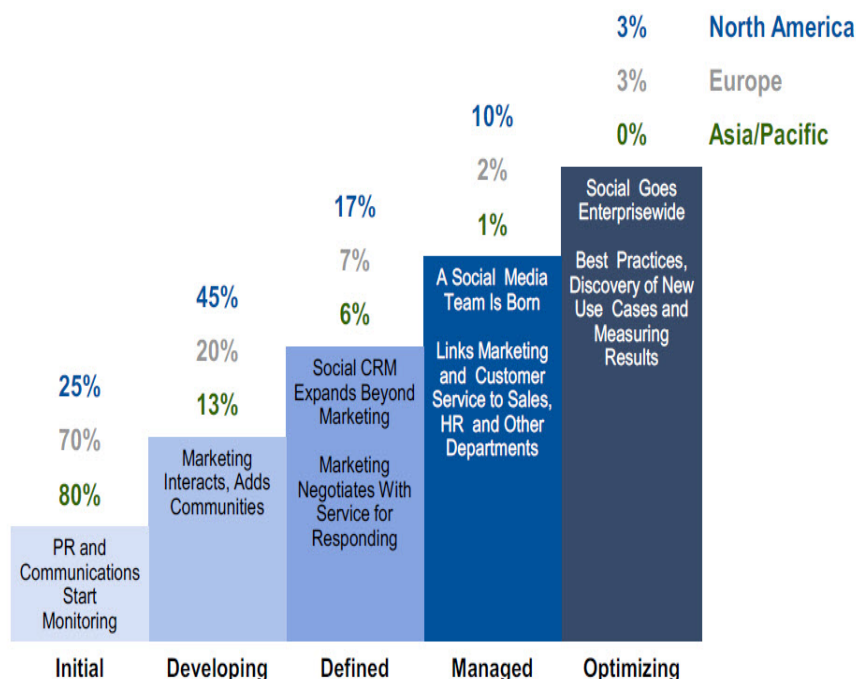 3% North America
3% Europe
0% Asia/Pacific
10%
2%
1%
17%
7%
6%
45%
20%
13%
25%
70%
80%
PR and
Communications
Start
Monitoring
Marketing
Interacts, Adds
Communities
Social CRM
Expands Beyond
Marketing
Marketing
Negotiates With
Service for
Responding
A Social Media
Team Is Born
Links Marketing
and Customer
Service to Sales,
HR and Other
Departments
Social Goes
Enterprisewide
Best Practices,
Discovery of New
Use Cases and
Measuring
Results
Initial Developing Defined Managed Optimizing